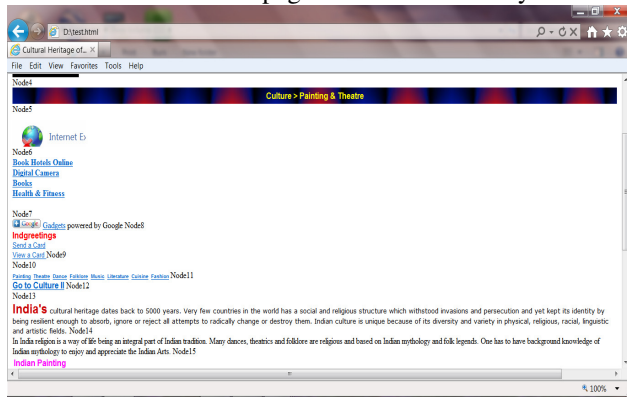 page
D:\test.html
Cultural Heritage of... X
File Edit View Favorites Tools Help
Node4
Culture > Painting & Theatre
Node5
Internet Ex
Node6
Book Hotels Online
Digital Camera
Books
Health & Fitness
Node7
Google Gadgets powered by Google Node8
Indgreetings
Send a Card
View a Card Node9
Node10
Painting Theatre Dance Folklore Music Literature Cuisine Fashion Node11
Go to Culture II Node12
Node13
India's cultural heritage dates back to 5000 years. Very few countries in the world has a social and religious structure which withstood invasions and persecution and yet kept its identity by
being resilient enough to absorb, ignore or reject all attempts to radically change or destroy them. Indian culture is unique because of its diversity and variety in physical, religious, racial, linguistic
and artistic fields. Node14
In India religion is a way of life being an integral part of Indian tradition. Many dances, theatrics and folklore are religious and based on Indian mythology and folk legends. One has to have background knowledge of
Indian mythology to enjoy and appreciate the Indian Arts. Node15
Indian Painting
100%